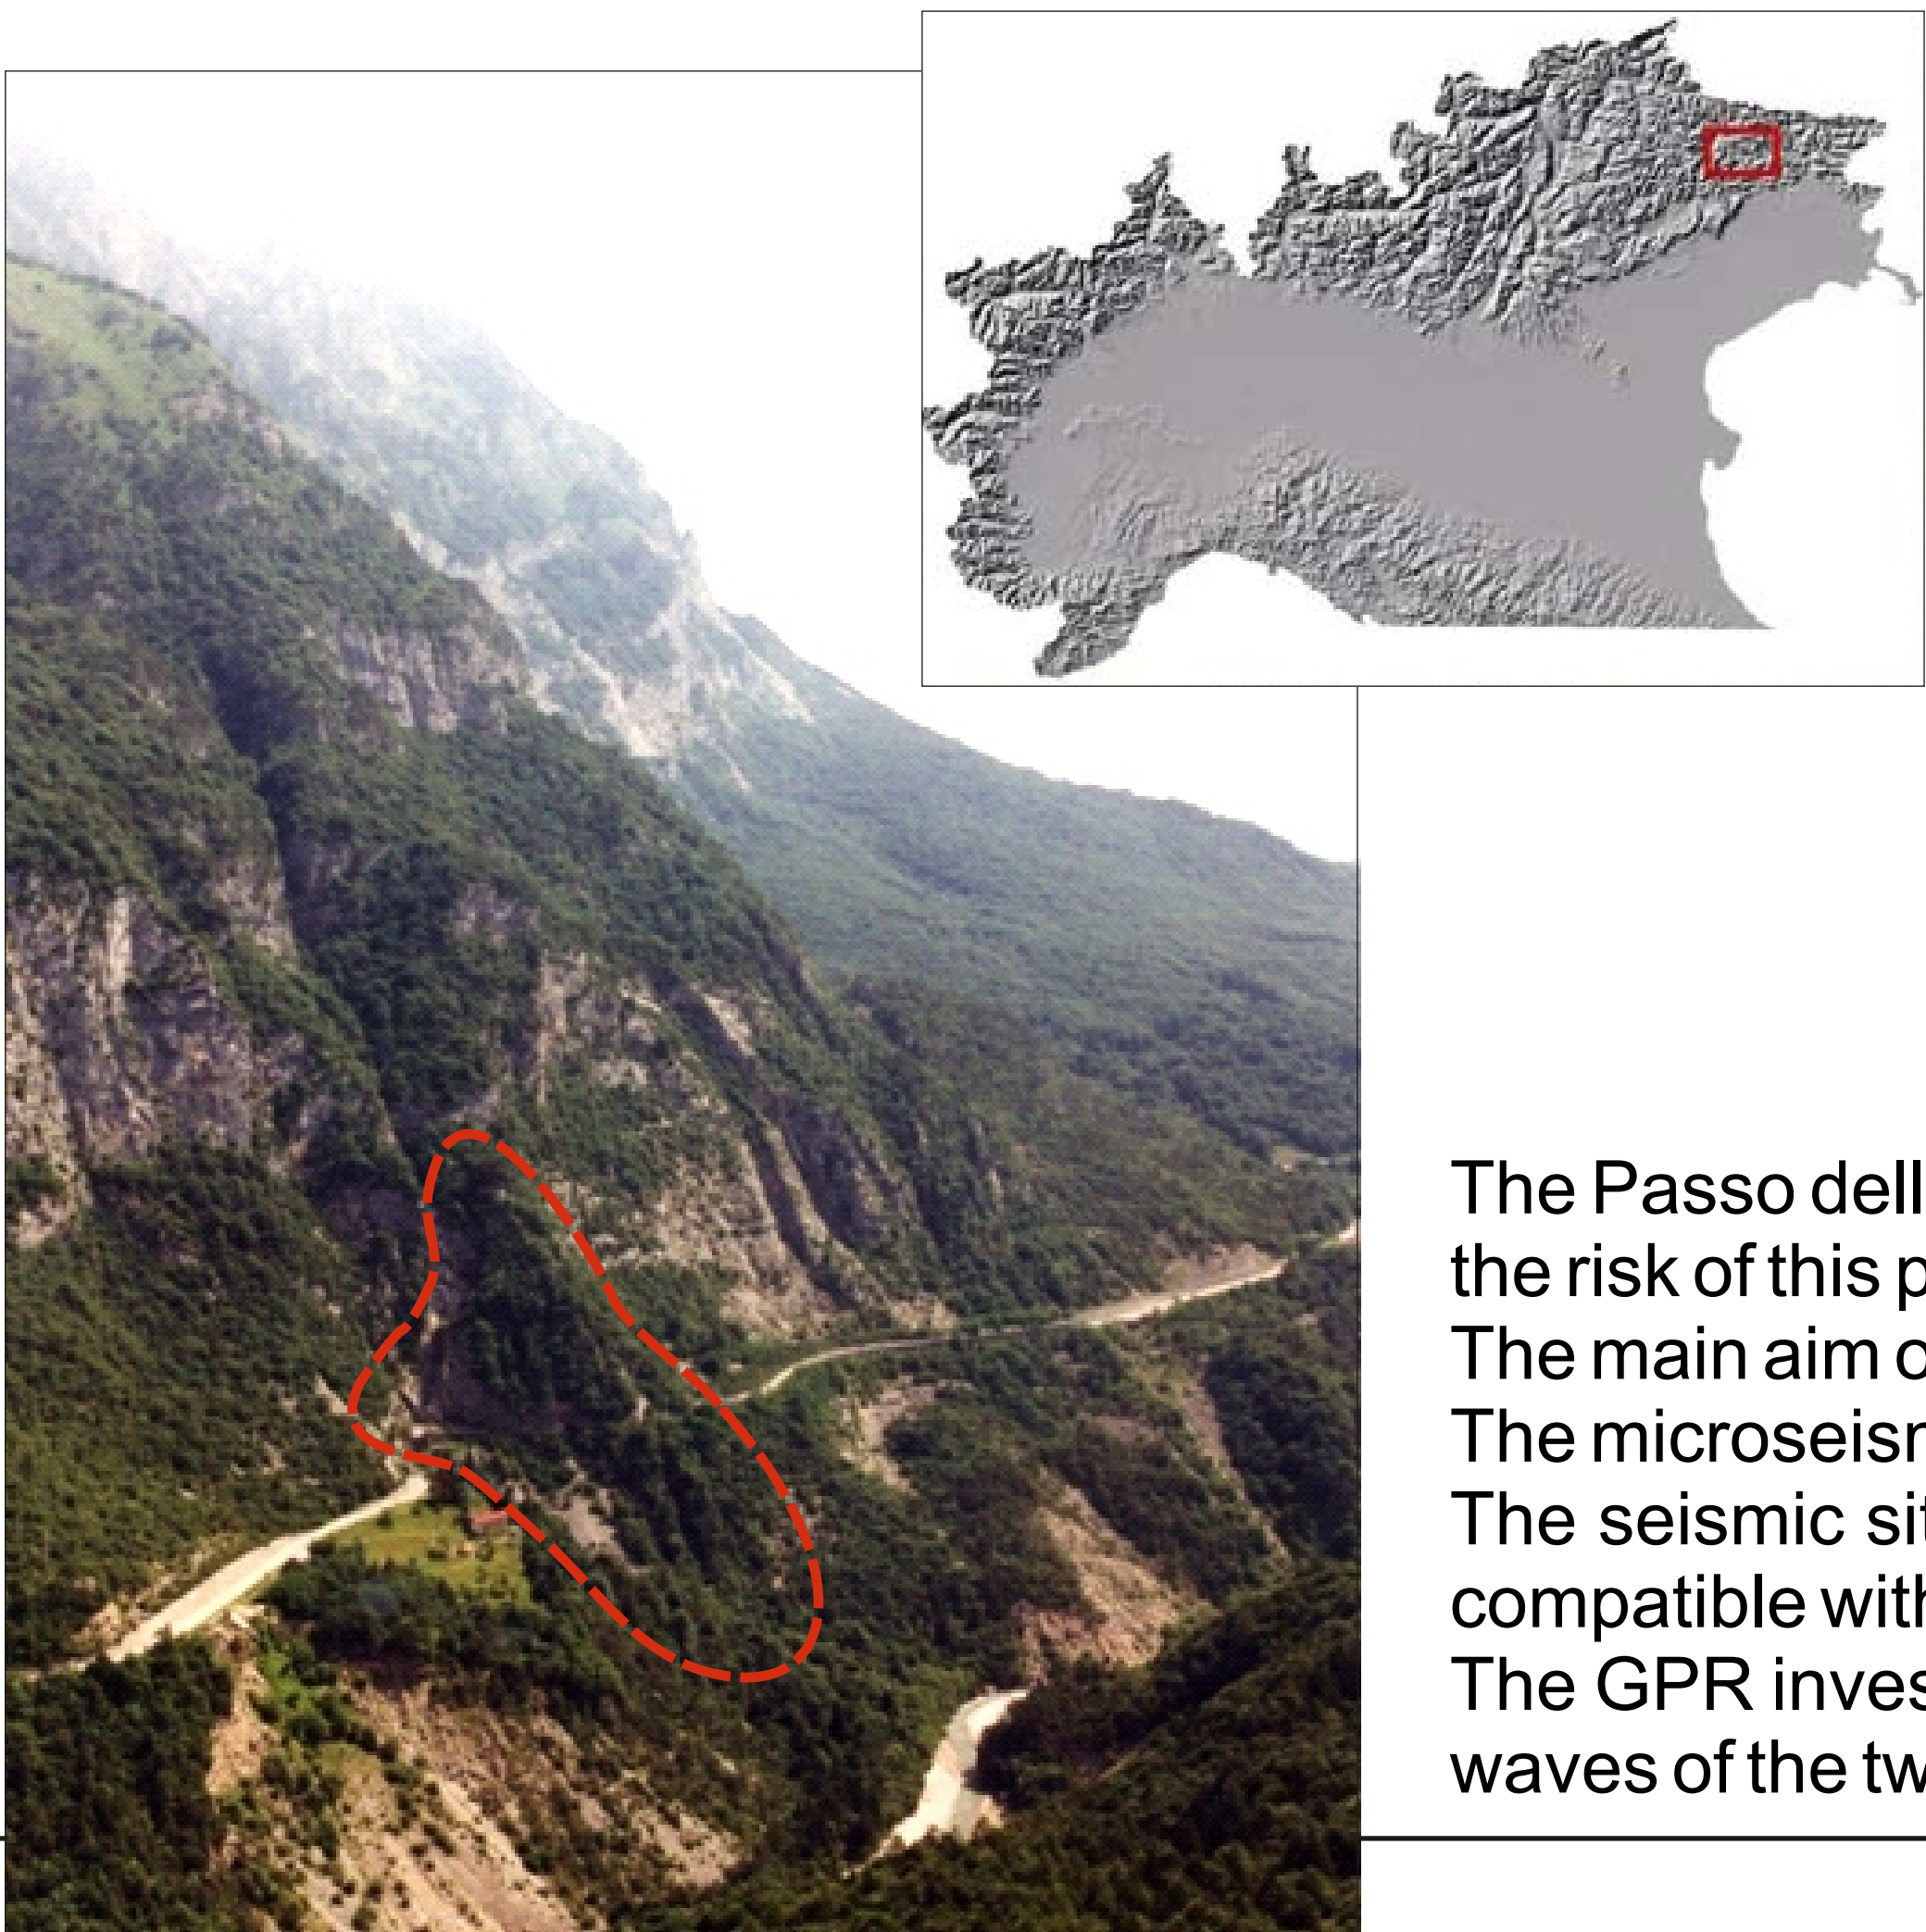 The Passo dell
the risk of this p
The main aim o
The microseisr
The seismic sit
compatible with
The GPR inves
waves of the tw